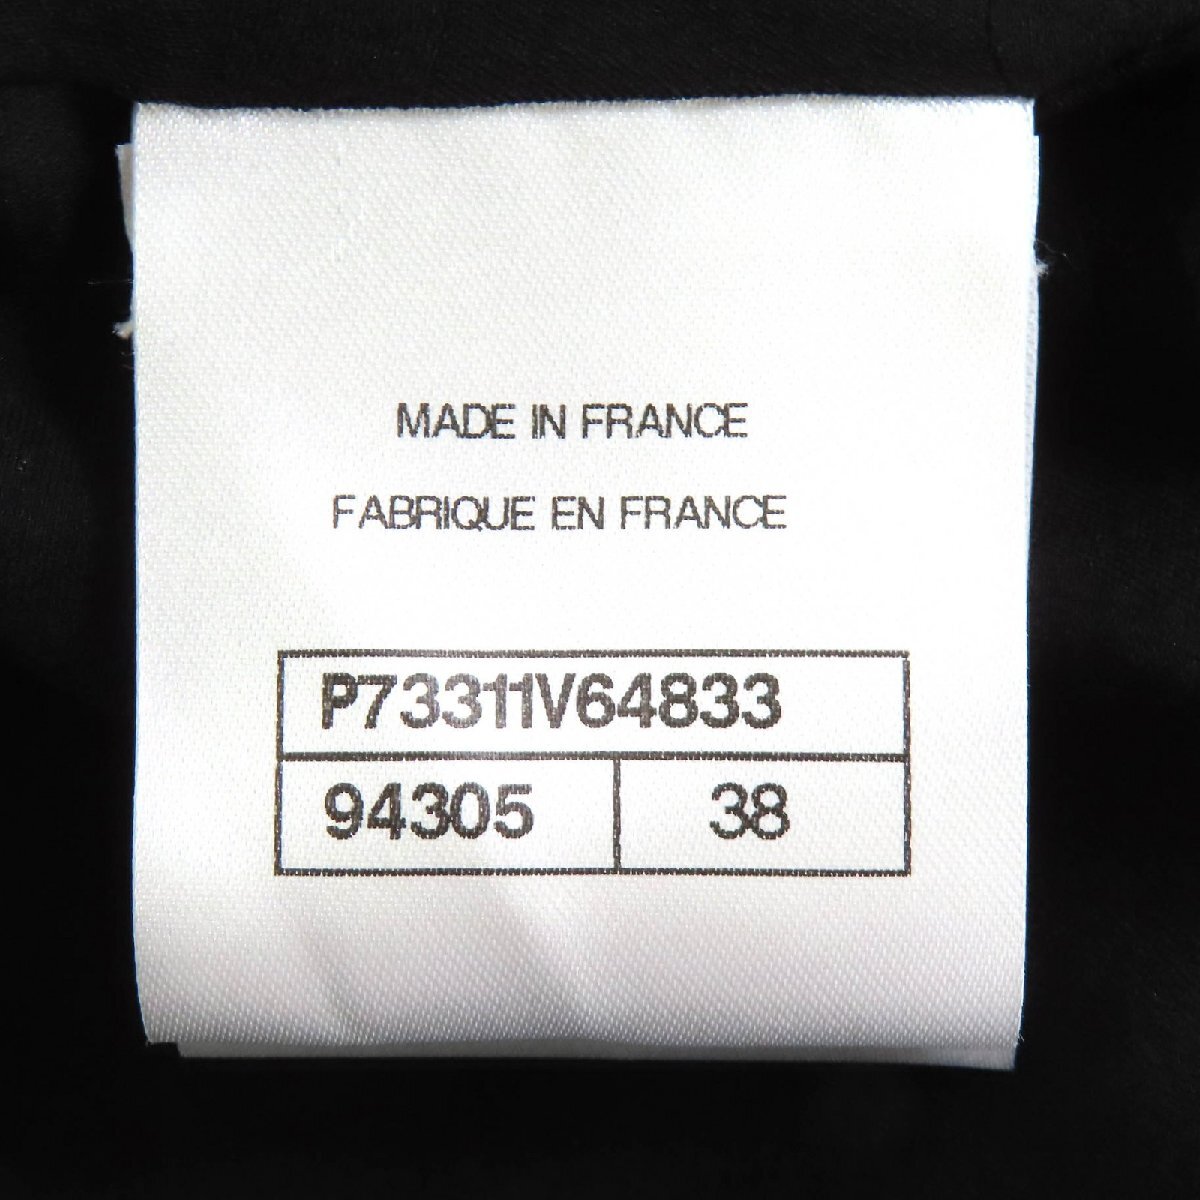 MADE IN FRANCE
FABRIQUE EN FRANCE
P73311V64833
94305 38